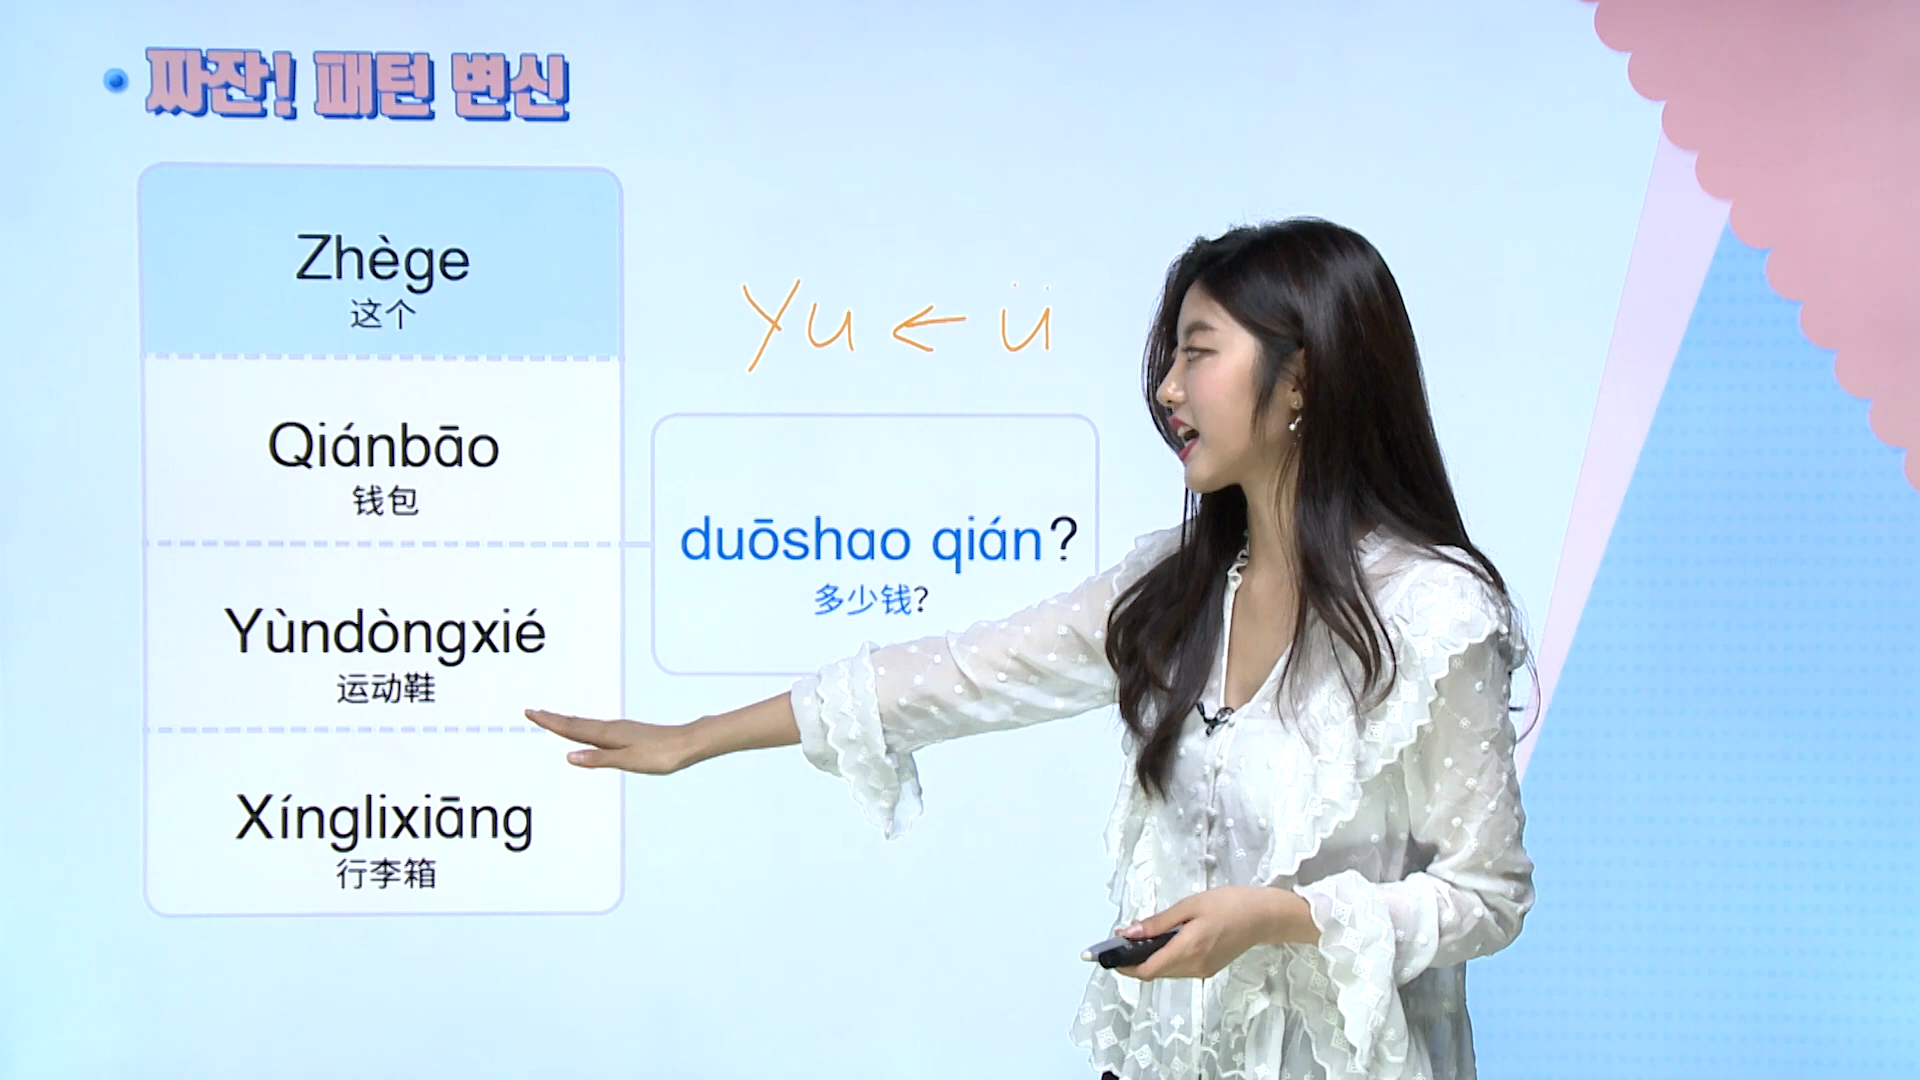 짜잔! 패턴 변신
Zhège
这个
Qiánbāo
钱包
Yùndòngxié
运动鞋
Xínglixiāng
行李箱
yu ← ü
duōshao qián?
多少钱?